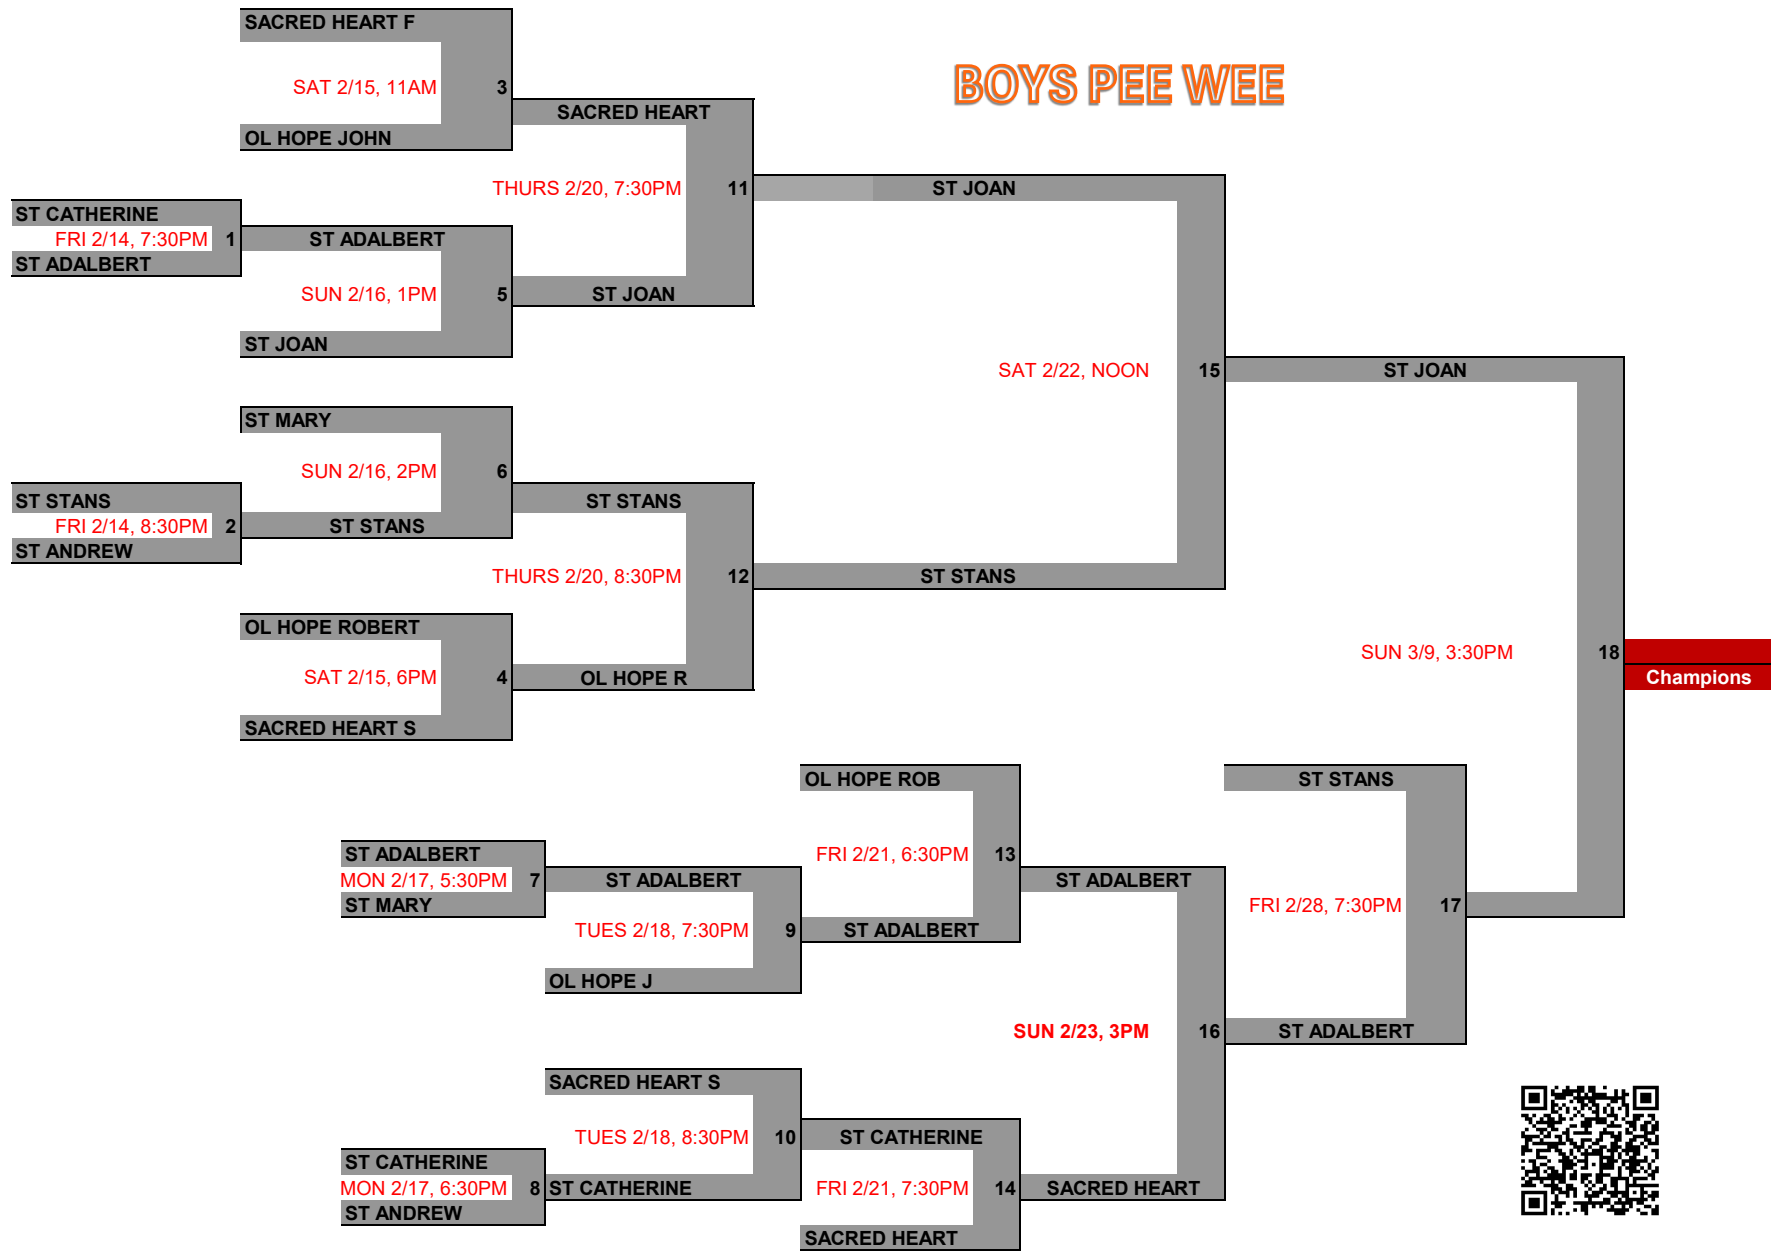 SACRED HEART F
SAT 2/15, 11AM
3
OL HOPE JOHN
BOYS PEE WEE
SACRED HEART
THURS 2/20, 7:30PM
11
ST JOAN
ST CATHERINE
FRI 2/14, 7:30PM
1
ST ADALBERT
ST ADALBERT
SUN 2/16, 1PM
5
ST JOAN
ST JOAN
SAT 2/22, NOON
15
ST JOAN
ST MARY
SUN 2/16, 2PM
6
ST STANS
FRI 2/14, 8:30PM
2
ST ANDREW
ST STANS
ST STANS
THURS 2/20, 8:30PM
12
ST STANS
OL HOPE ROBERT
SAT 2/15, 6PM
4
SACRED HEART S
OL HOPE R
SUN 3/9, 3:30PM
18
Champions
OL HOPE ROB
FRI 2/21, 6:30PM
13
ST STANS
ST ADALBERT
MON 2/17, 5:30PM
7
ST MARY
ST ADALBERT
TUES 2/18, 7:30PM
9
OL HOPE J
ST ADALBERT
ST ADALBERT
FRI 2/28, 7:30PM
17
SUN 2/23, 3PM
16
ST ADALBERT
SACRED HEART S
TUES 2/18, 8:30PM
10
ST CATHERINE
ST CATHERINE
MON 2/17, 6:30PM
8
ST ANDREW
ST CATHERINE
FRI 2/21, 7:30PM
14
SACRED HEART
SACRED HEART